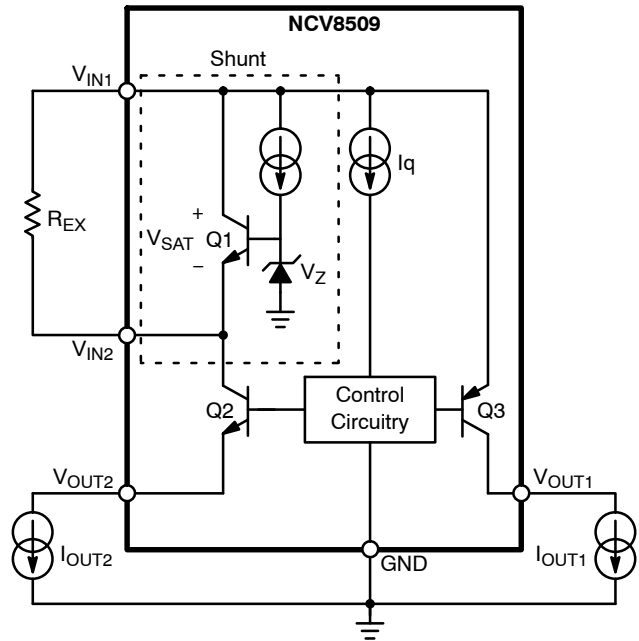 NCV8509
Shunt
VIN1
Iq
REX
+
VSAT Q1
–
VZ
VIN2
Q2
Control
Circuitry
Q3
VOUT2
VOUT1
IOUT2
GND
IOUT1